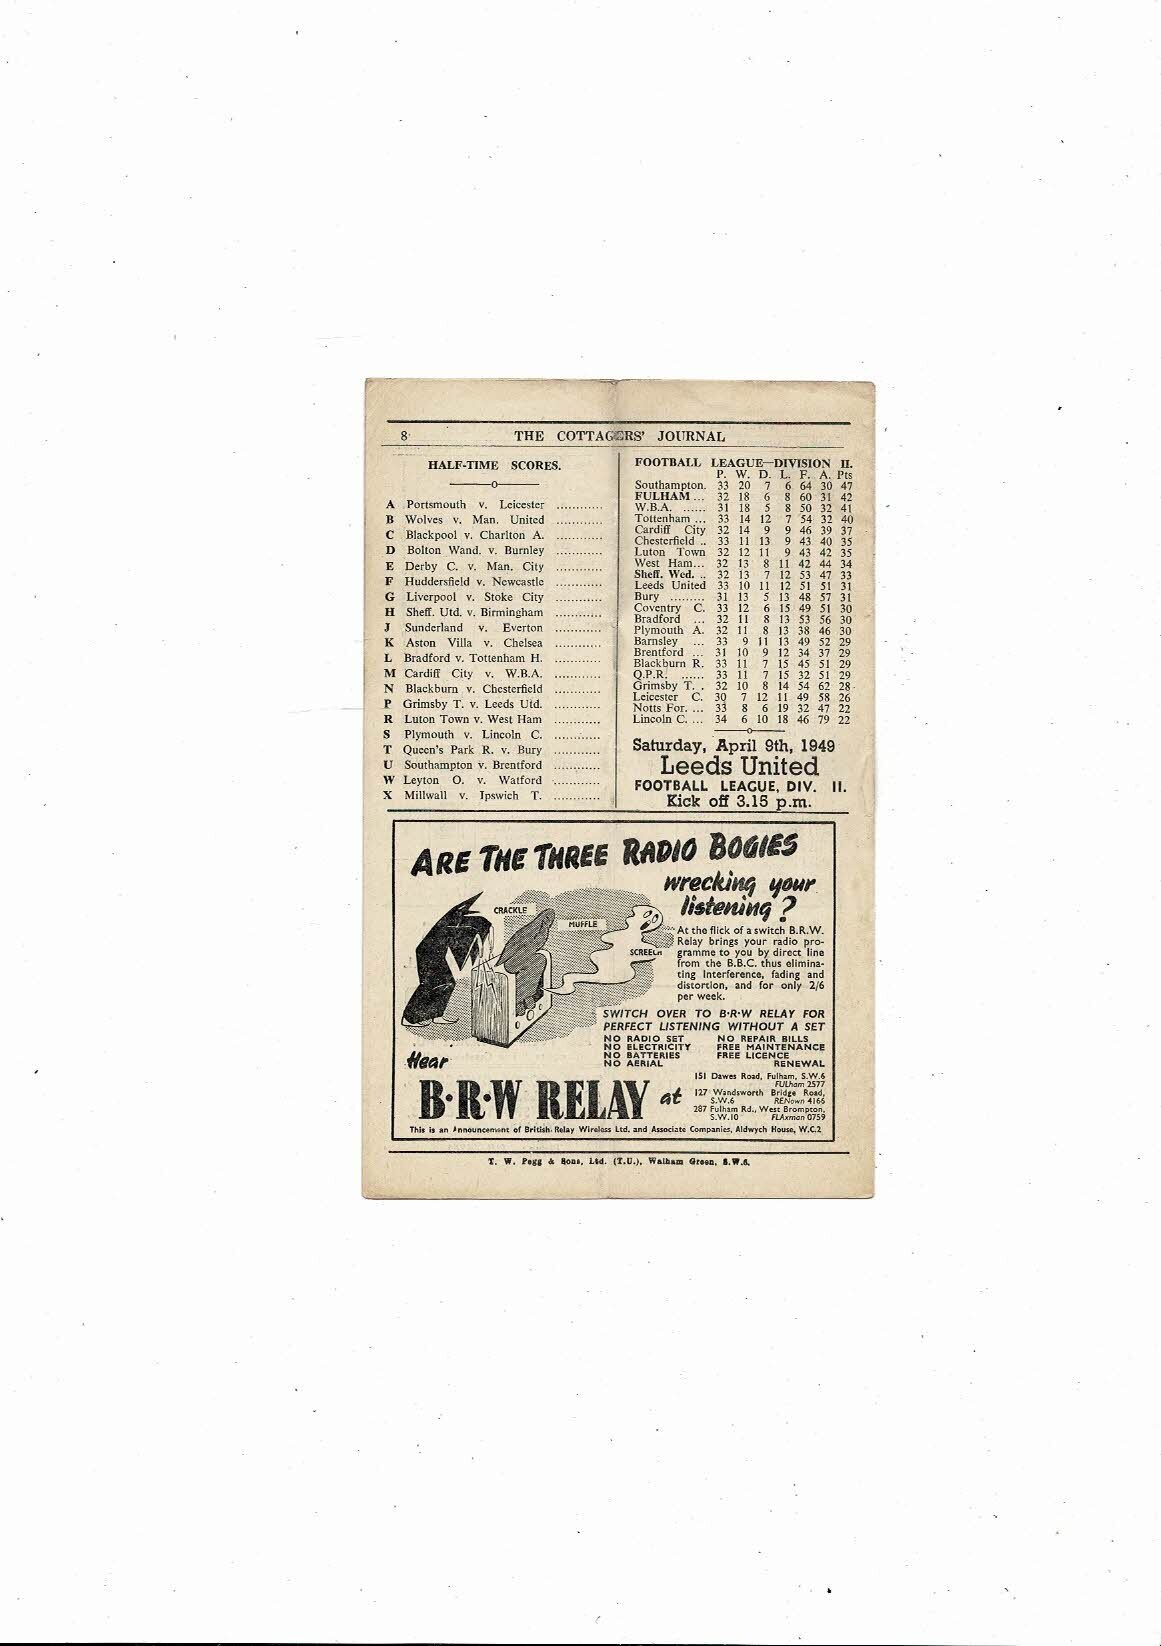 8
THE COTTAGERS' JOURNAL
HALF-TIME SCORES.
A Portsmouth v. Leicester ............
B Wolves v. Man. United ............
C Blackpool v. Charlton A. ............
D Bolton Wand. v. Burnley ............
E Derby C. v. Man. City ............
F Huddersfield v. Newcastle ............
G Liverpool v. Stoke City ............
H Sheff. Utd. v. Birmingham ............
J Sunderland v. Everton ............
K Aston Villa v. Chelsea ............
L Bradford v. Tottenham H. ............
M Cardiff City v. W.B.A. ............
N Blackburn v. Chesterfield ............
P Grimsby T. v. Leeds Utd. ............
R Luton Town v. West Ham ............
S Plymouth v. Lincoln C. ............
T Queen's Park R. v. Bury ............
U Southampton v. Brentford ............
W Leyton O. v. Watford ............
X Millwall v. Ipswich T. ............
FOOTBALL LEAGUE—DIVISION II.
P. W. D. L. F. A. Pts
Southampton. 33 20 7 6 64 30 47
FULHAM ... 32 18 6 8 60 31 42
W.B.A. ...... 31 18 5 8 50 32 41
Tottenham ... 33 14 12 7 54 32 40
Cardiff City 32 14 9 9 46 39 37
Chesterfield .. 33 11 13 9 43 40 35
Luton Town 32 12 11 9 43 42 35
West Ham... 32 13 8 11 42 44 34
Sheff. Wed. .. 32 13 7 12 53 47 33
Leeds United 33 10 11 12 51 51 31
Bury ......... 31 13 5 13 48 57 31
Coventry C. 33 12 6 15 49 51 30
Bradford ... 32 11 8 13 53 56 30
Plymouth A. 32 11 8 13 38 46 30
Barnsley ... 33 9 11 13 49 52 29
Brentford ... 31 10 9 12 34 37 29
Blackburn R. 33 11 7 15 45 51 29
Q.P.R. ...... 33 11 7 15 32 51 29
Grimsby T. . 32 10 8 14 54 62 28
Leicester C. 30 7 12 11 49 58 26
Notts For. ... 33 8 6 19 32 47 22
Lincoln C. ... 34 6 10 18 46 79 22
Saturday, April 9th, 1949
Leeds United
FOOTBALL LEAGUE, DIV. II.
Kick off 3.15 p.m.
ARE THE THREE RADIO BOGIES
wrecking your
listening?
CRACKLE
MUFFLE
SCREECH
At the flick of a switch B.R.W.
Relay brings your radio pro-
gramme to you by direct line
from the B.B.C. thus elimina-
ting Interference, fading and
distortion, and for only 2/6
per week.
SWITCH OVER TO B·R·W RELAY FOR
PERFECT LISTENING WITHOUT A SET
NO RADIO SET NO REPAIR BILLS
NO ELECTRICITY FREE MAINTENANCE
NO BATTERIES FREE LICENCE
NO AERIAL RENEWAL
Hear
B·R·W RELAY at
151 Dawes Road, Fulham, S.W.6
FULham 2577
127 Wandsworth Bridge Road,
S.W.6 RENown 4166
287 Fulham Rd., West Brompton,
S.W.10 FLAxman 0759
This is an Announcement of British Relay Wireless Ltd. and Associate Companies, Aldwych House, W.C.2
T. W. Pegg & Sons, Ltd. (T.U.), Walham Green, S.W.6.